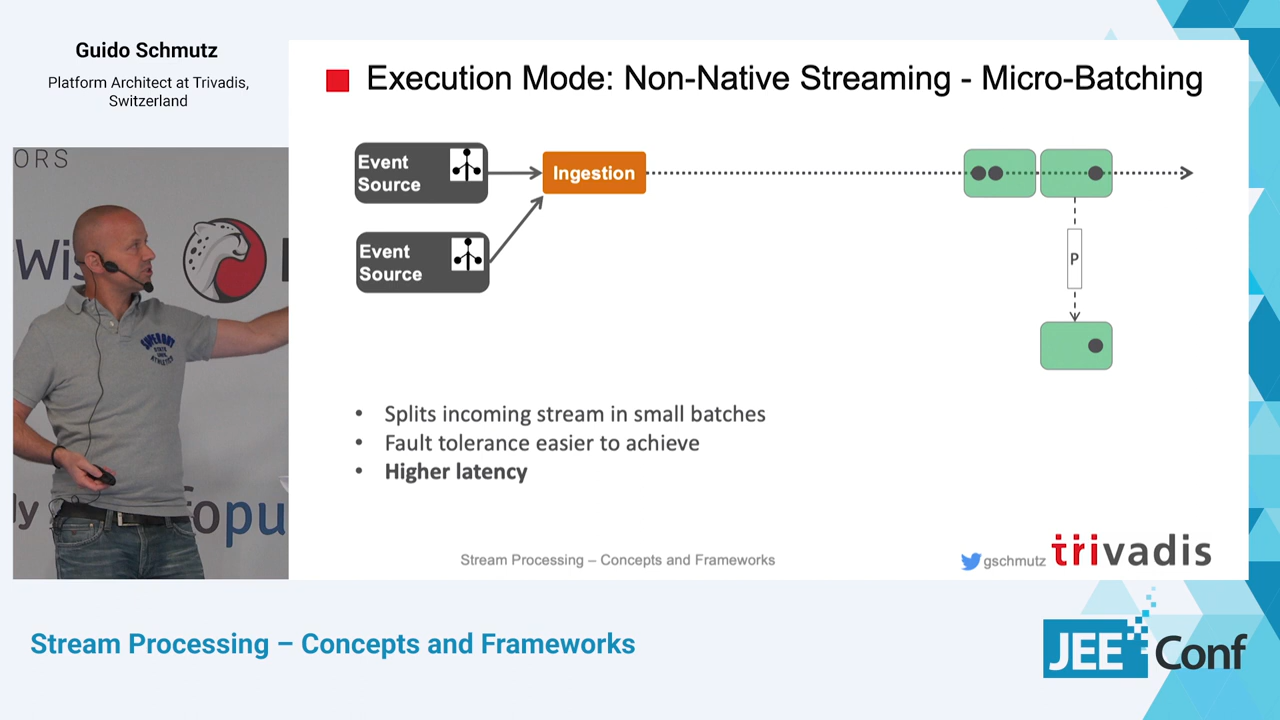 Guido Schmutz
Platform Architect at Trivadis,
Switzerland
ORS
Execution Mode: Non-Native Streaming - Micro-Batching
Event
Source
Ingestion
Event
Source
P
• Splits incoming stream in small batches
• Fault tolerance easier to achieve
• Higher latency
Stream Processing – Concepts and Frameworks
gschmutz
trivadis
Stream Processing – Concepts and Frameworks
JEE Conf